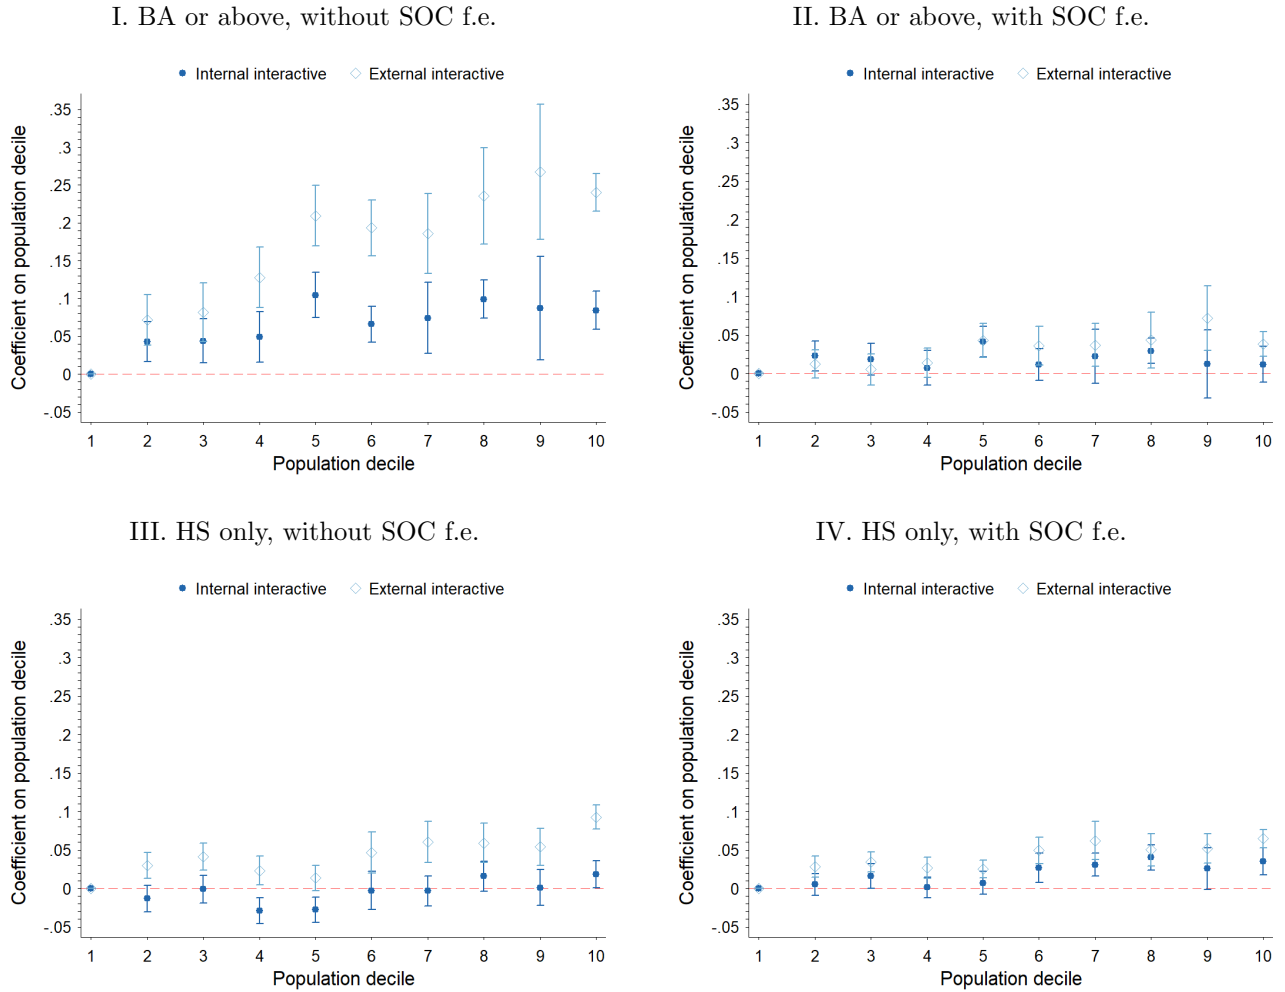 I. BA or above, without SOC f.e.
Internal interactive External interactive
Coefficient on population decile
.35
.3
.25
.2
.15
.1
.05
0
-.05
1 2 3 4 5 6 7 8 9 10
Population decile
II. BA or above, with SOC f.e.
Internal interactive External interactive
Coefficient on population decile
.35
.3
.25
.2
.15
.1
.05
0
-.05
1 2 3 4 5 6 7 8 9 10
Population decile
III. HS only, without SOC f.e.
Internal interactive External interactive
Coefficient on population decile
.35
.3
.25
.2
.15
.1
.05
0
-.05
1 2 3 4 5 6 7 8 9 10
Population decile
IV. HS only, with SOC f.e.
Internal interactive External interactive
Coefficient on population decile
.35
.3
.25
.2
.15
.1
.05
0
-.05
1 2 3 4 5 6 7 8 9 10
Population decile